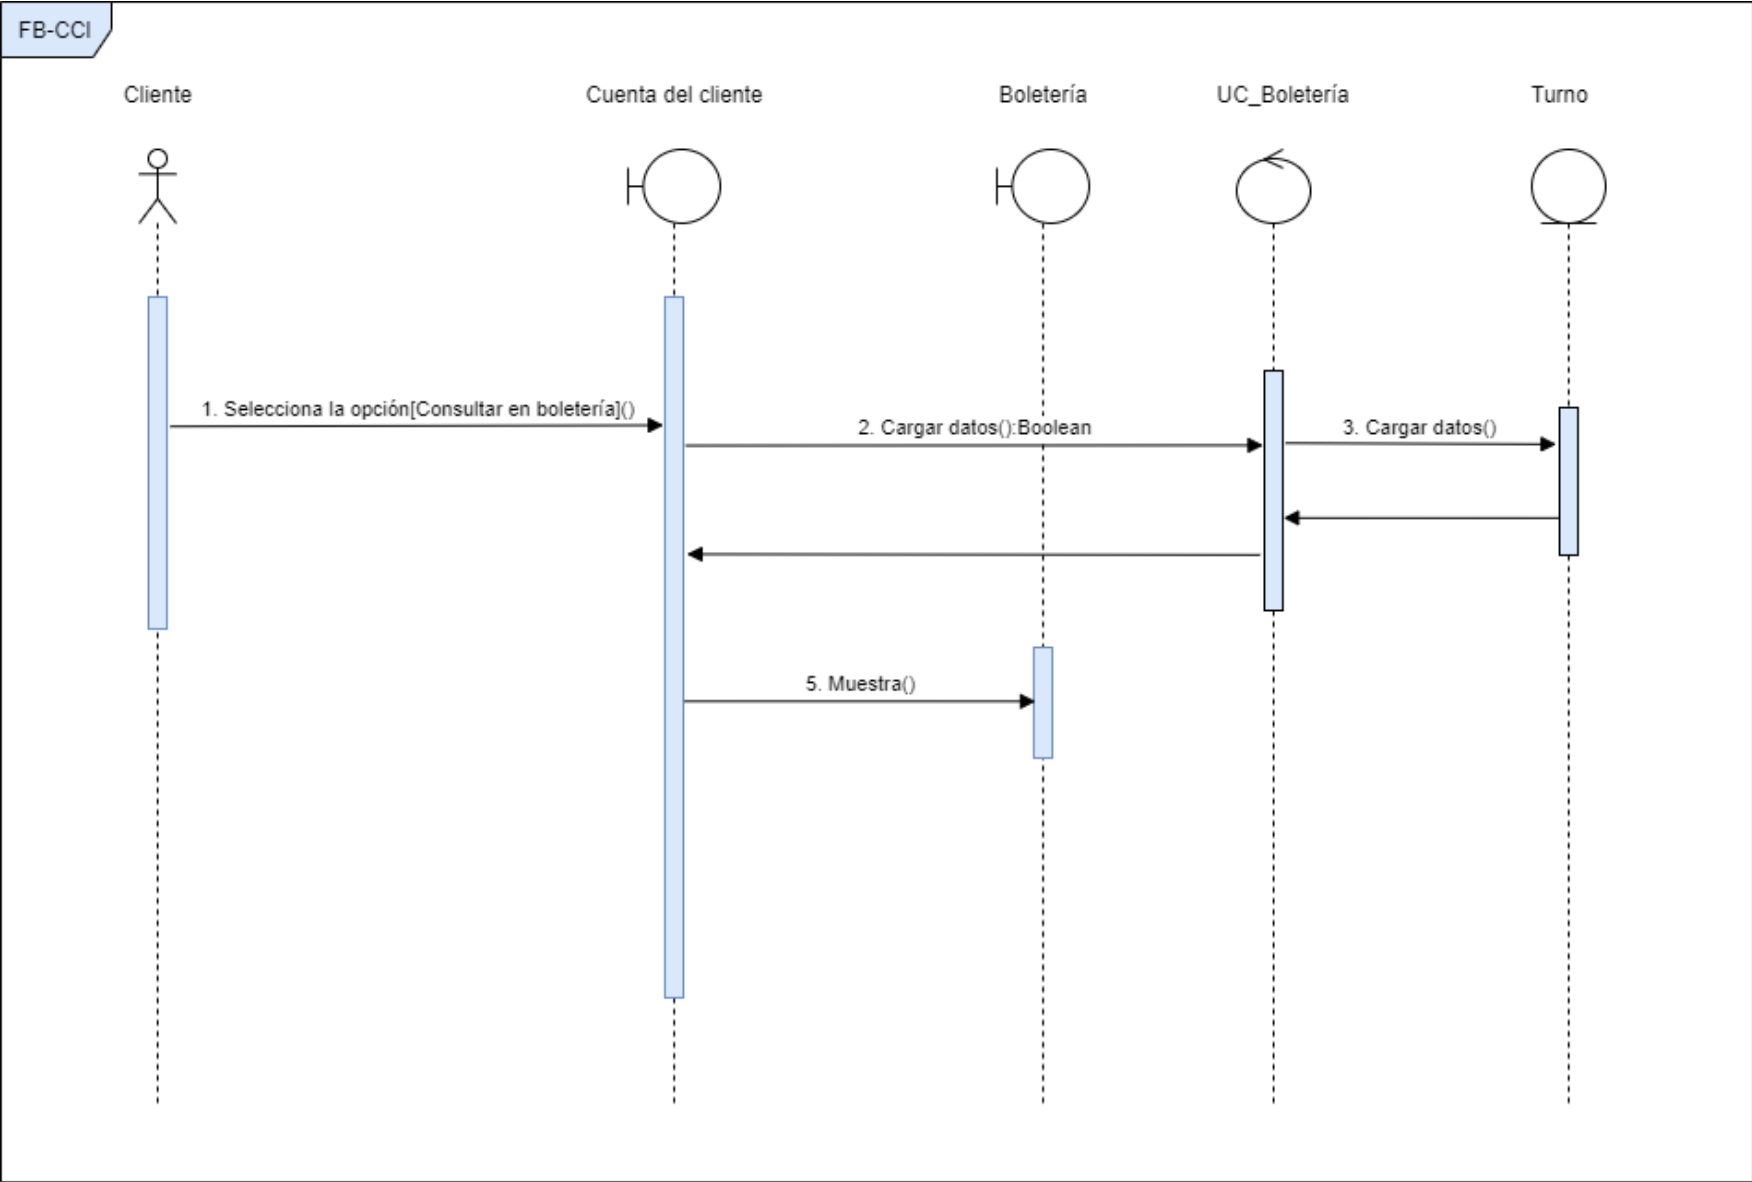 FB-CCI
Cliente
Cuenta del cliente
Boletería
UC_Boletería
Turno
1. Selecciona la opción[Consultar en boletería]()
2. Cargar datos():Boolean
3. Cargar datos()
5. Muestra()